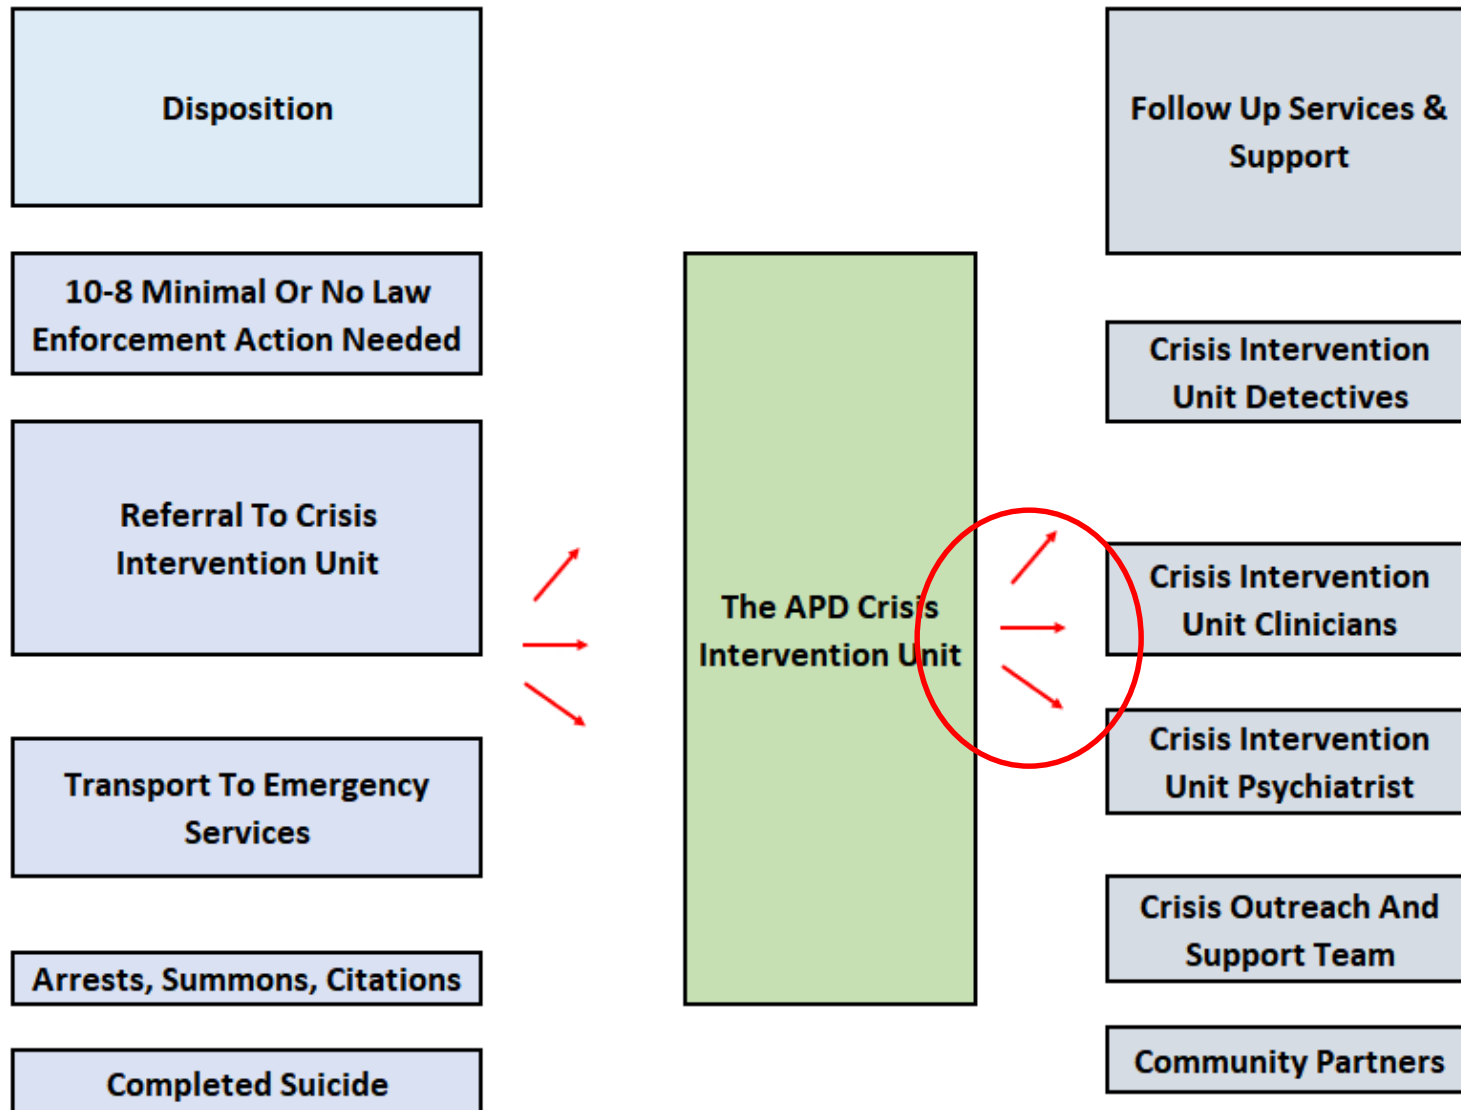 Disposition
10-8 Minimal Or No Law
Enforcement Action Needed
Referral To Crisis
Intervention Unit
Transport To Emergency
Services
Arrests, Summons, Citations
Completed Suicide
The APD Crisis
Intervention Unit
Follow Up Services &
Support
Crisis Intervention
Unit Detectives
Crisis Intervention
Unit Clinicians
Crisis Intervention
Unit Psychiatrist
Crisis Outreach And
Support Team
Community Partners